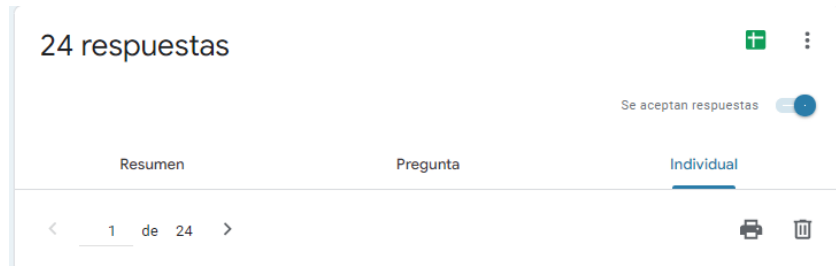 24 respuestas
Se aceptan respuestas
Resumen Pregunta Individual
1 de 24